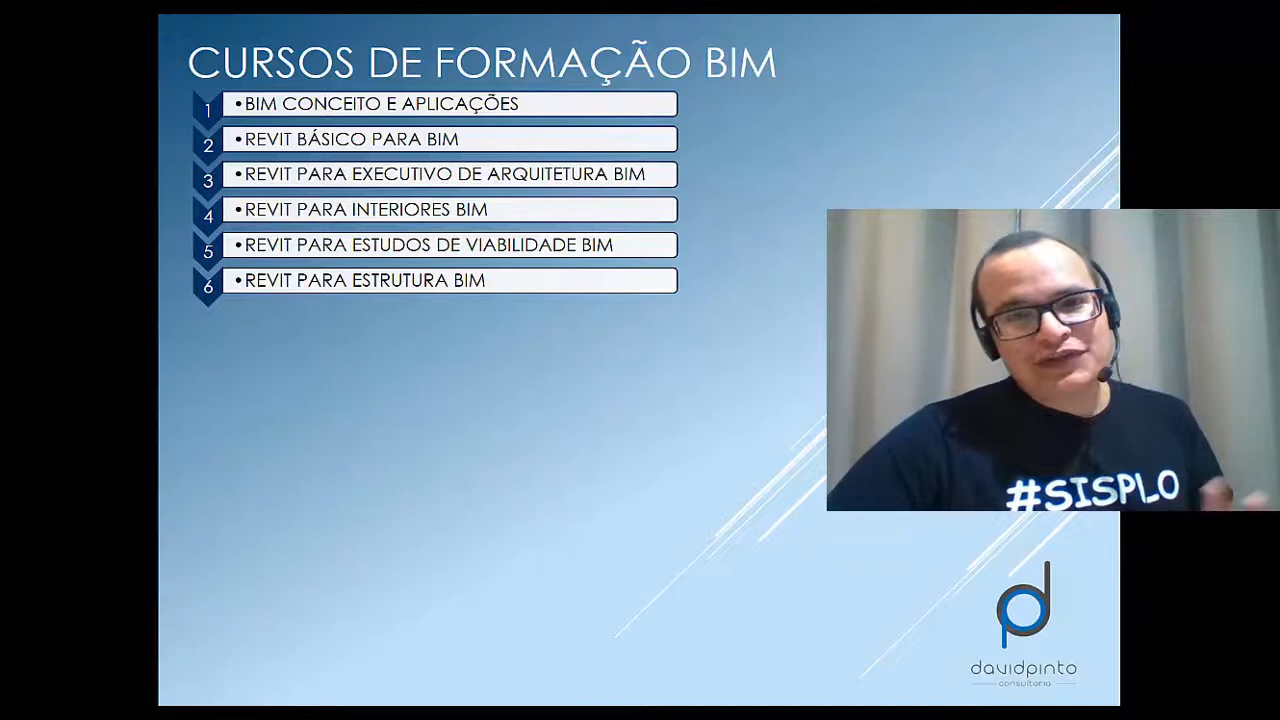 CURSOS DE FORMAÇÃO BIM
1 •BIM CONCEITO E APLICAÇÕES
2 •REVIT BÁSICO PARA BIM
3 •REVIT PARA EXECUTIVO DE ARQUITETURA BIM
4 •REVIT PARA INTERIORES BIM
5 •REVIT PARA ESTUDOS DE VIABILIDADE BIM
6 •REVIT PARA ESTRUTURA BIM
#SISPLO
davidpinto
consultoria